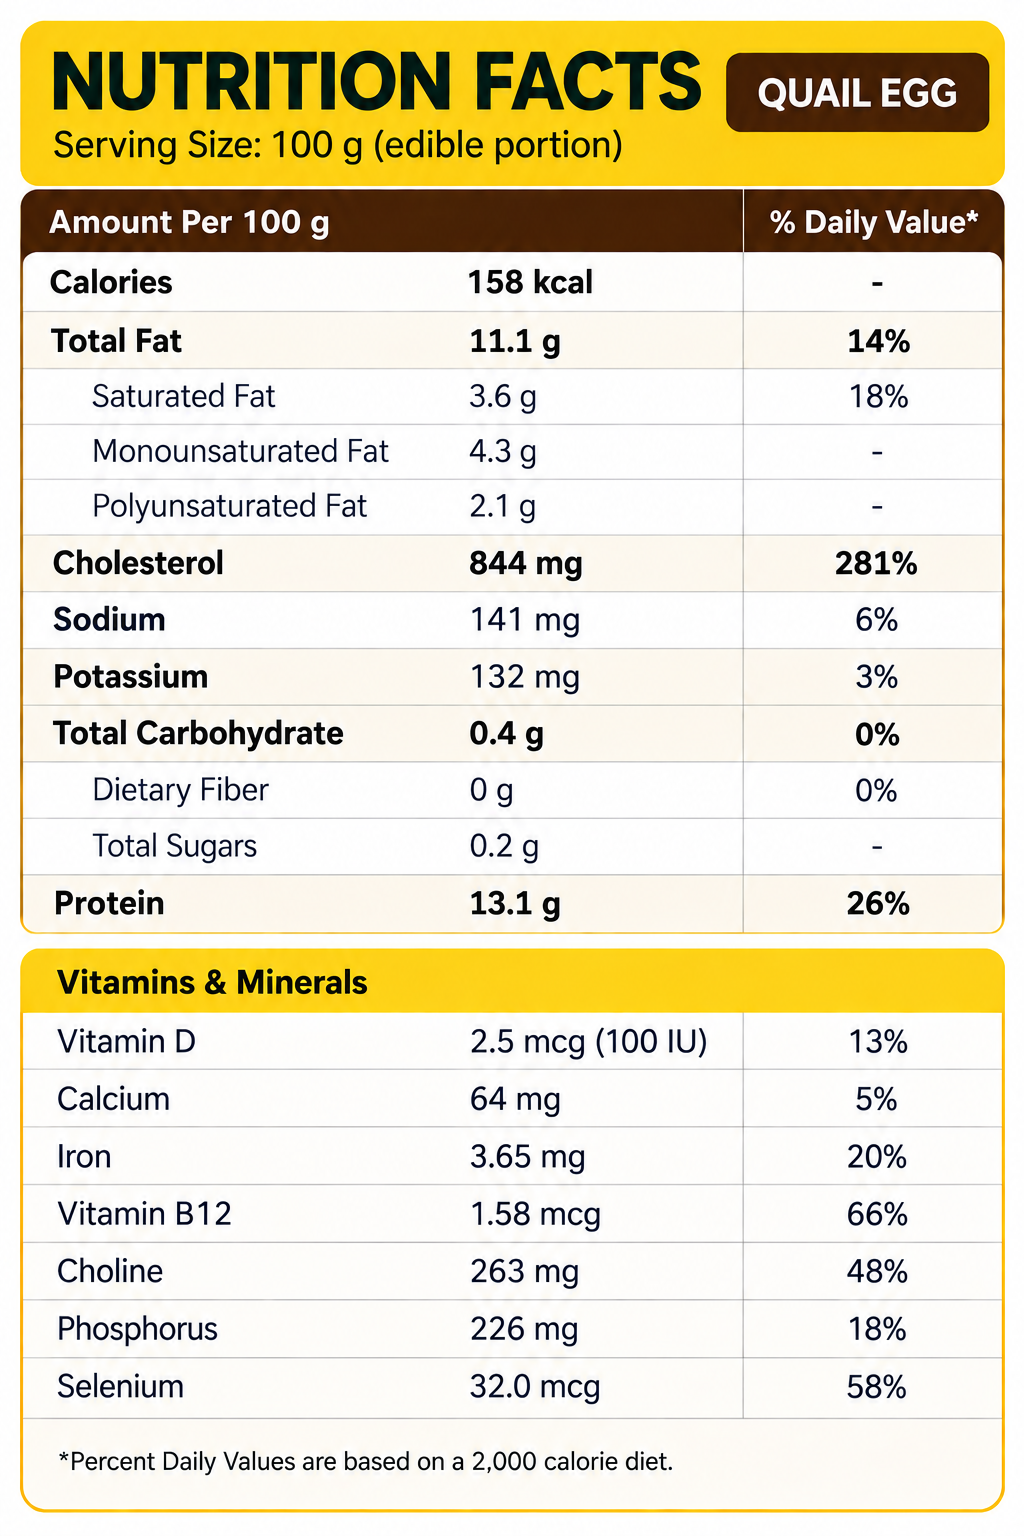 NUTRITION FACTS
QUAIL EGG
Serving Size: 100 g (edible portion)
Amount Per 100 g % Daily Value*
Calories 158 kcal -
Total Fat 11.1 g 14%
Saturated Fat 3.6 g 18%
Monounsaturated Fat 4.3 g -
Polyunsaturated Fat 2.1 g -
Cholesterol 844 mg 281%
Sodium 141 mg 6%
Potassium 132 mg 3%
Total Carbohydrate 0.4 g 0%
Dietary Fiber 0 g 0%
Total Sugars 0.2 g -
Protein 13.1 g 26%
Vitamins & Minerals
Vitamin D 2.5 mcg (100 IU) 13%
Calcium 64 mg 5%
Iron 3.65 mg 20%
Vitamin B12 1.58 mcg 66%
Choline 263 mg 48%
Phosphorus 226 mg 18%
Selenium 32.0 mcg 58%
*Percent Daily Values are based on a 2,000 calorie diet.